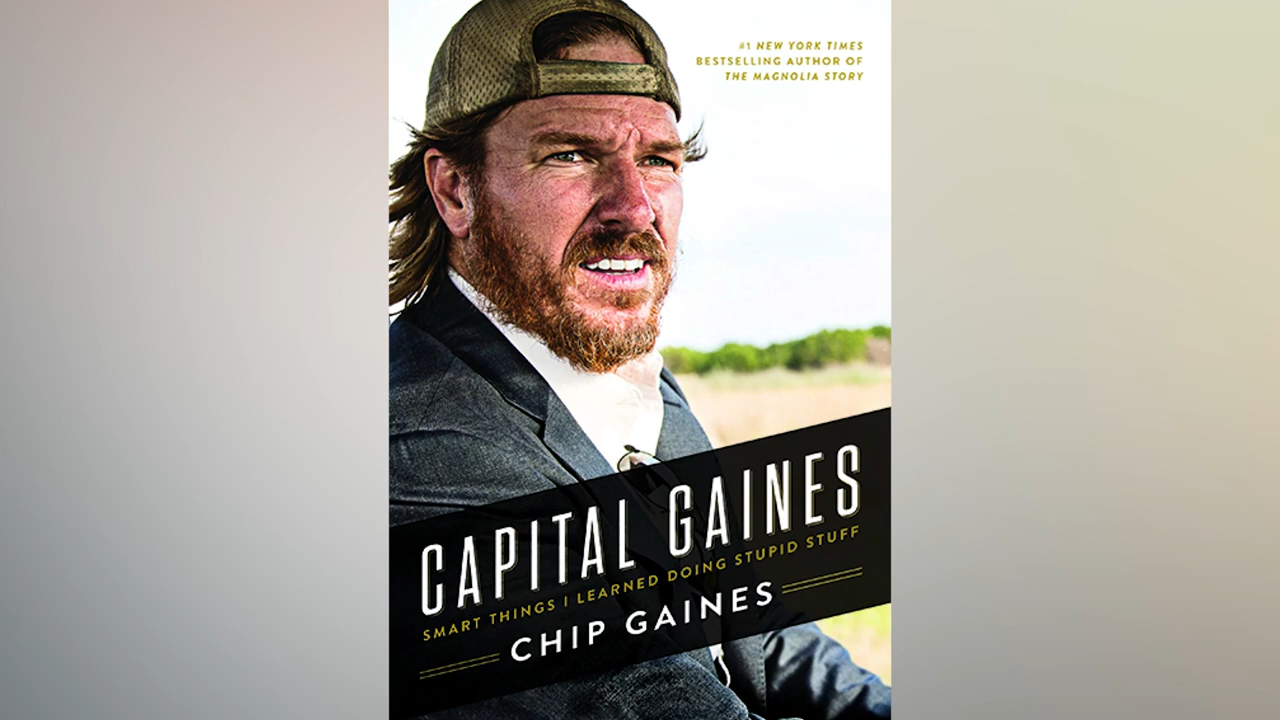 #1 NEW YORK TIMES
BESTSELLING AUTHOR OF
THE MAGNOLIA STORY
CAPITAL GAINES
SMART THINGS I LEARNED DOING STUPID STUFF
CHIP GAINES